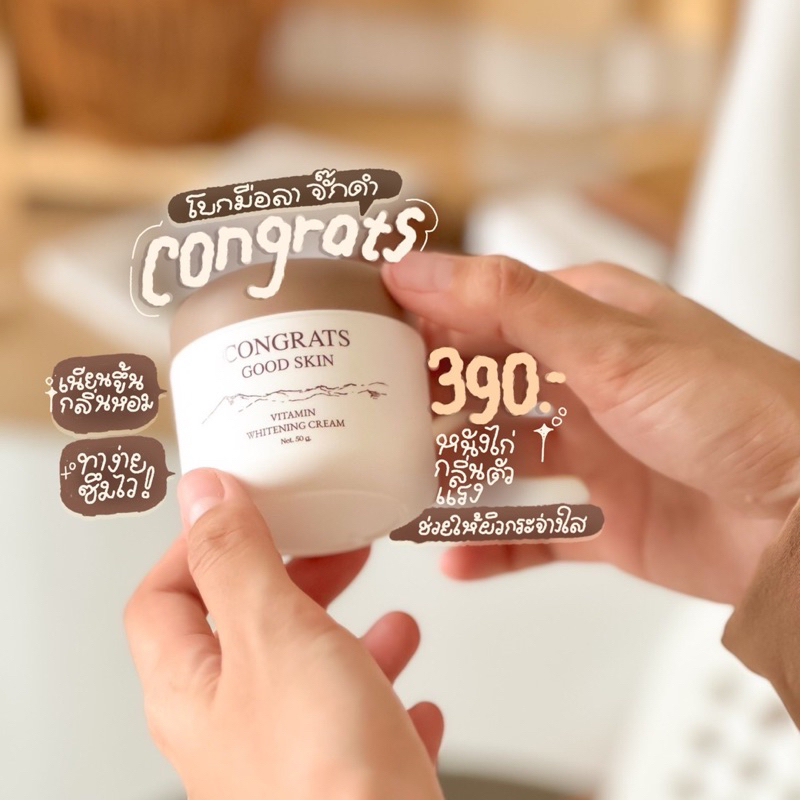 โบกมือลา จั๊กดำ
congrats
CONGRATS
GOOD SKIN
VITAMIN
WHITENING CREAM
Net. 50 g.
เนียนขึ้น
กลิ่นหอม
ทาง่าย
ซึมไว!
390.-
หนังไก่
กลิ่นตัว
แรง
ช่วยให้ผิวกระจ่างใส